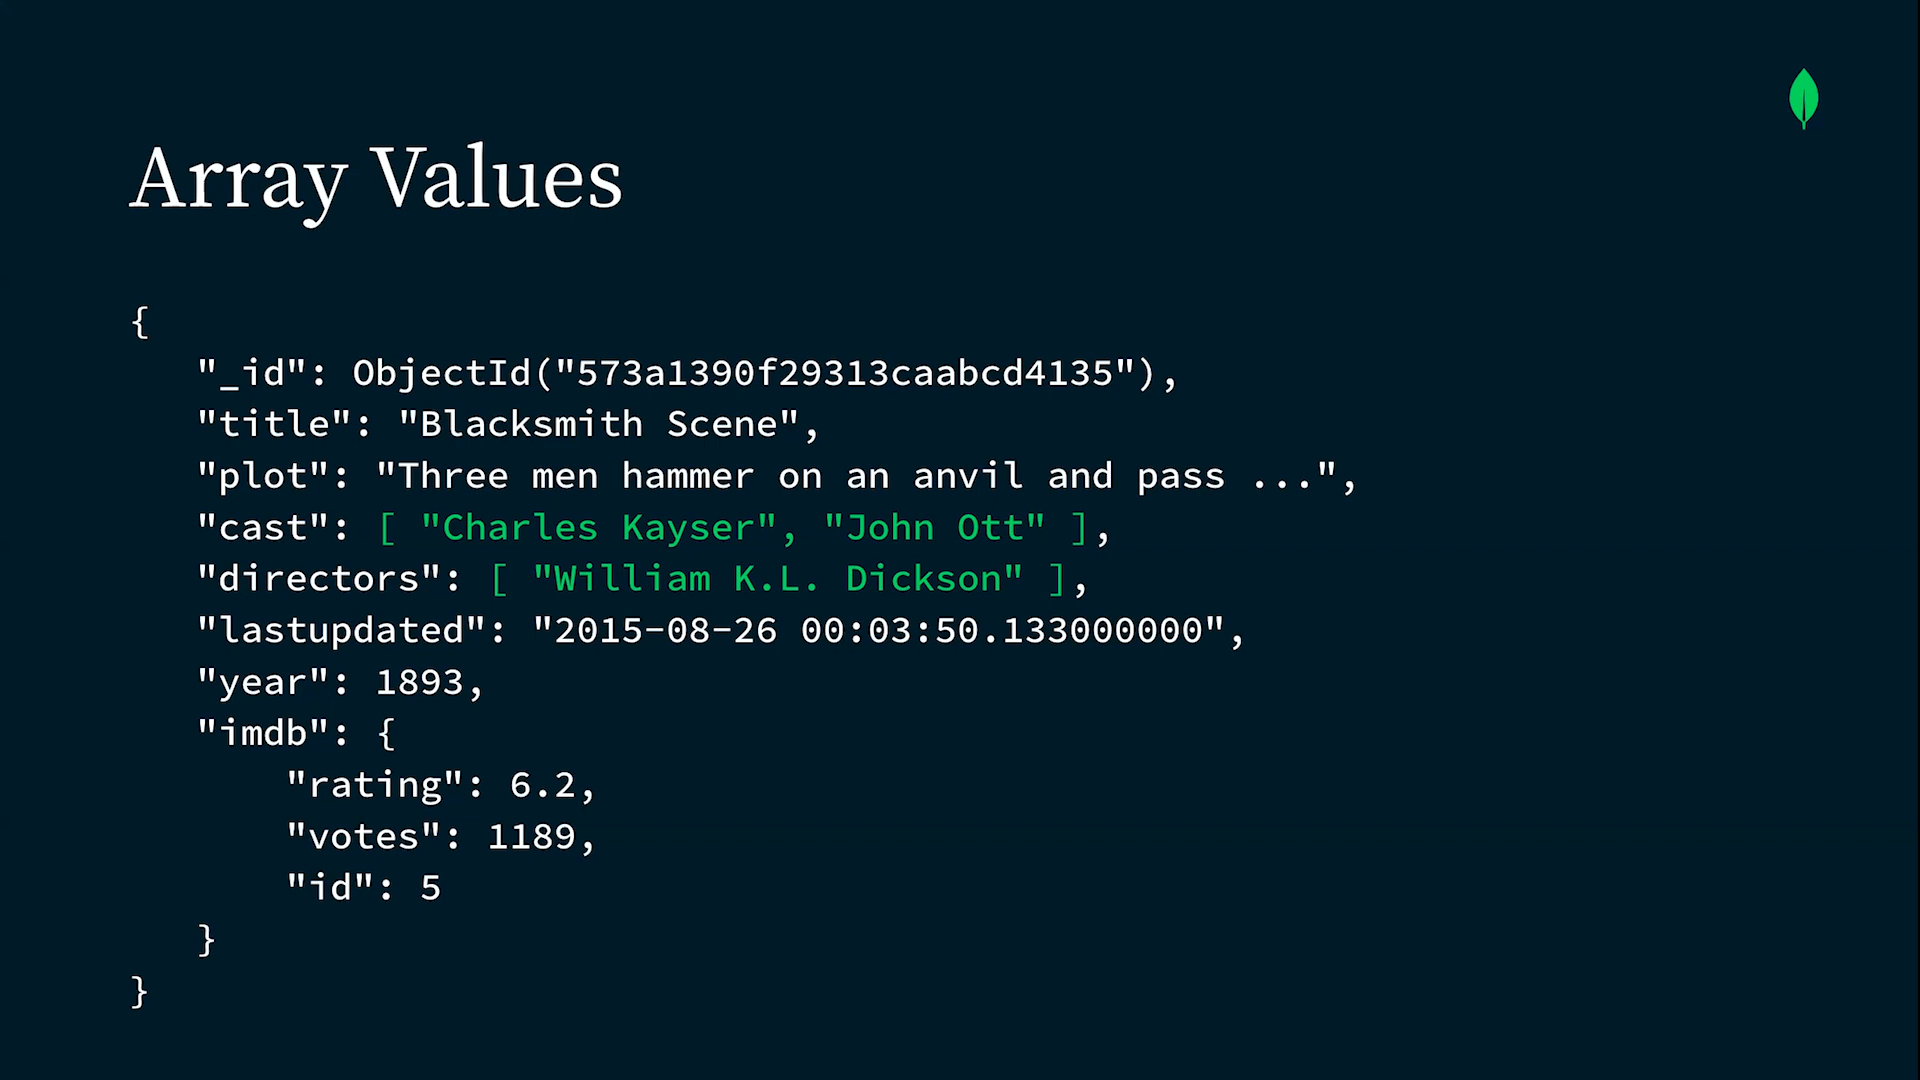 Array Values
{
"_id": ObjectId("573a1390f29313caabcd4135"),
"title": "Blacksmith Scene",
"plot": "Three men hammer on an anvil and pass ...",
"cast": [ "Charles Kayser", "John Ott" ],
"directors": [ "William K.L. Dickson" ],
"lastupdated": "2015-08-26 00:03:50.133000000",
"year": 1893,
"imdb": {
"rating": 6.2,
"votes": 1189,
"id": 5
}
}